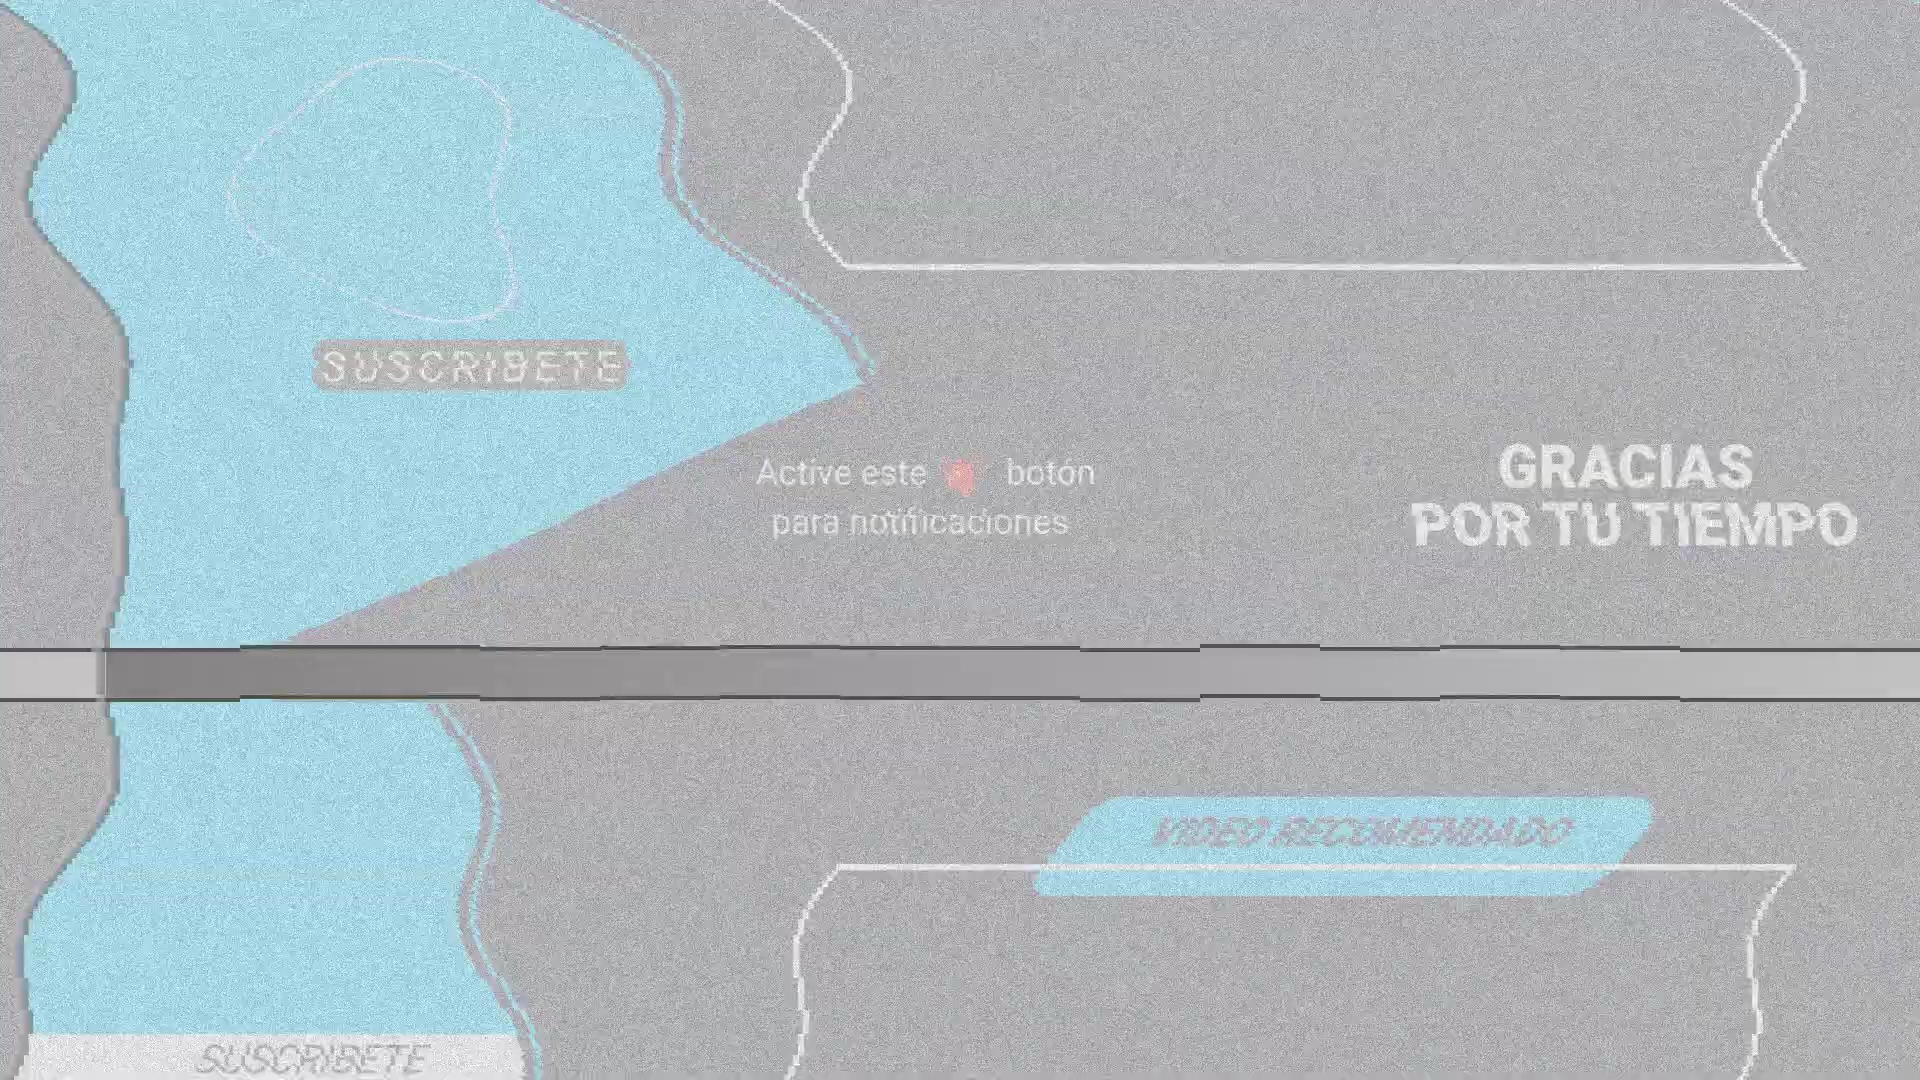 SUSCRIBETE
Active este botón
para notificaciones
GRACIAS
POR TU TIEMPO
VIDEO RECOMENDADO
SUSCRIBETE